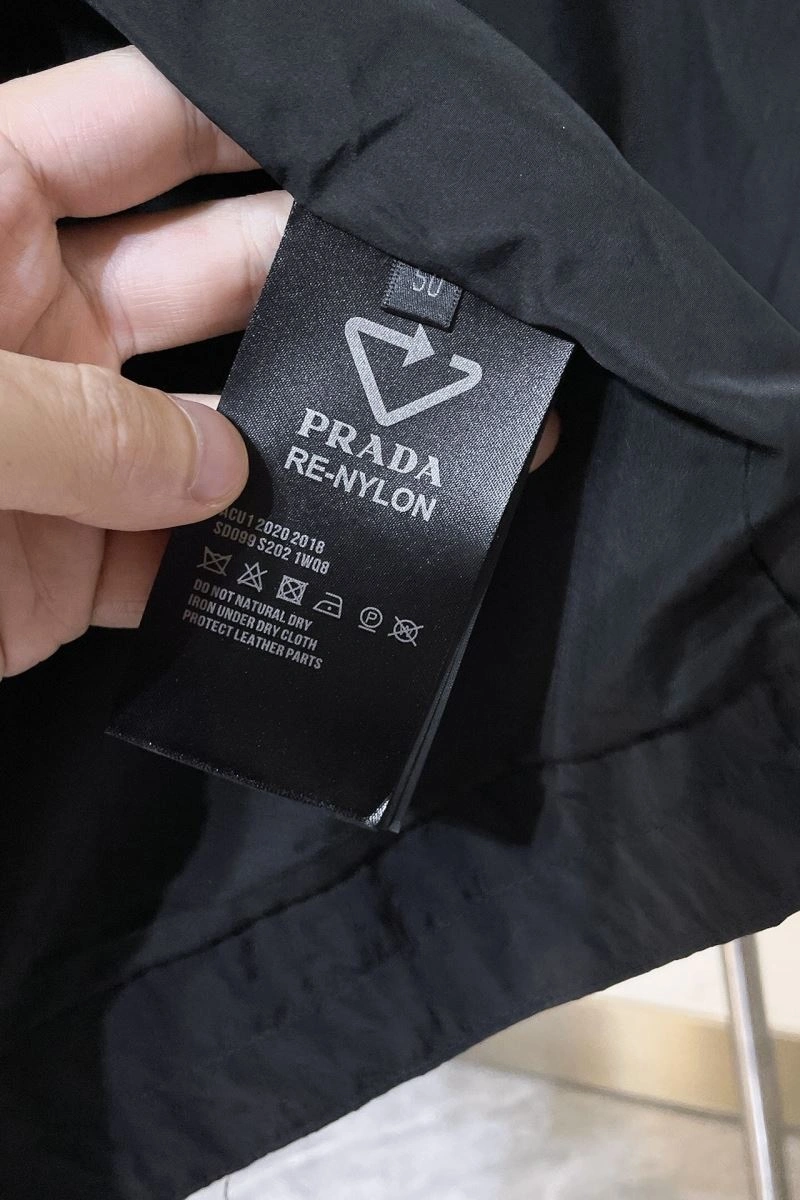 50
PRADA
RE-NYLON
ACU1 2020 2018
SD099 S202 1W08
P
DO NOT NATURAL DRY
IRON UNDER DRY CLOTH
PROTECT LEATHER PARTS